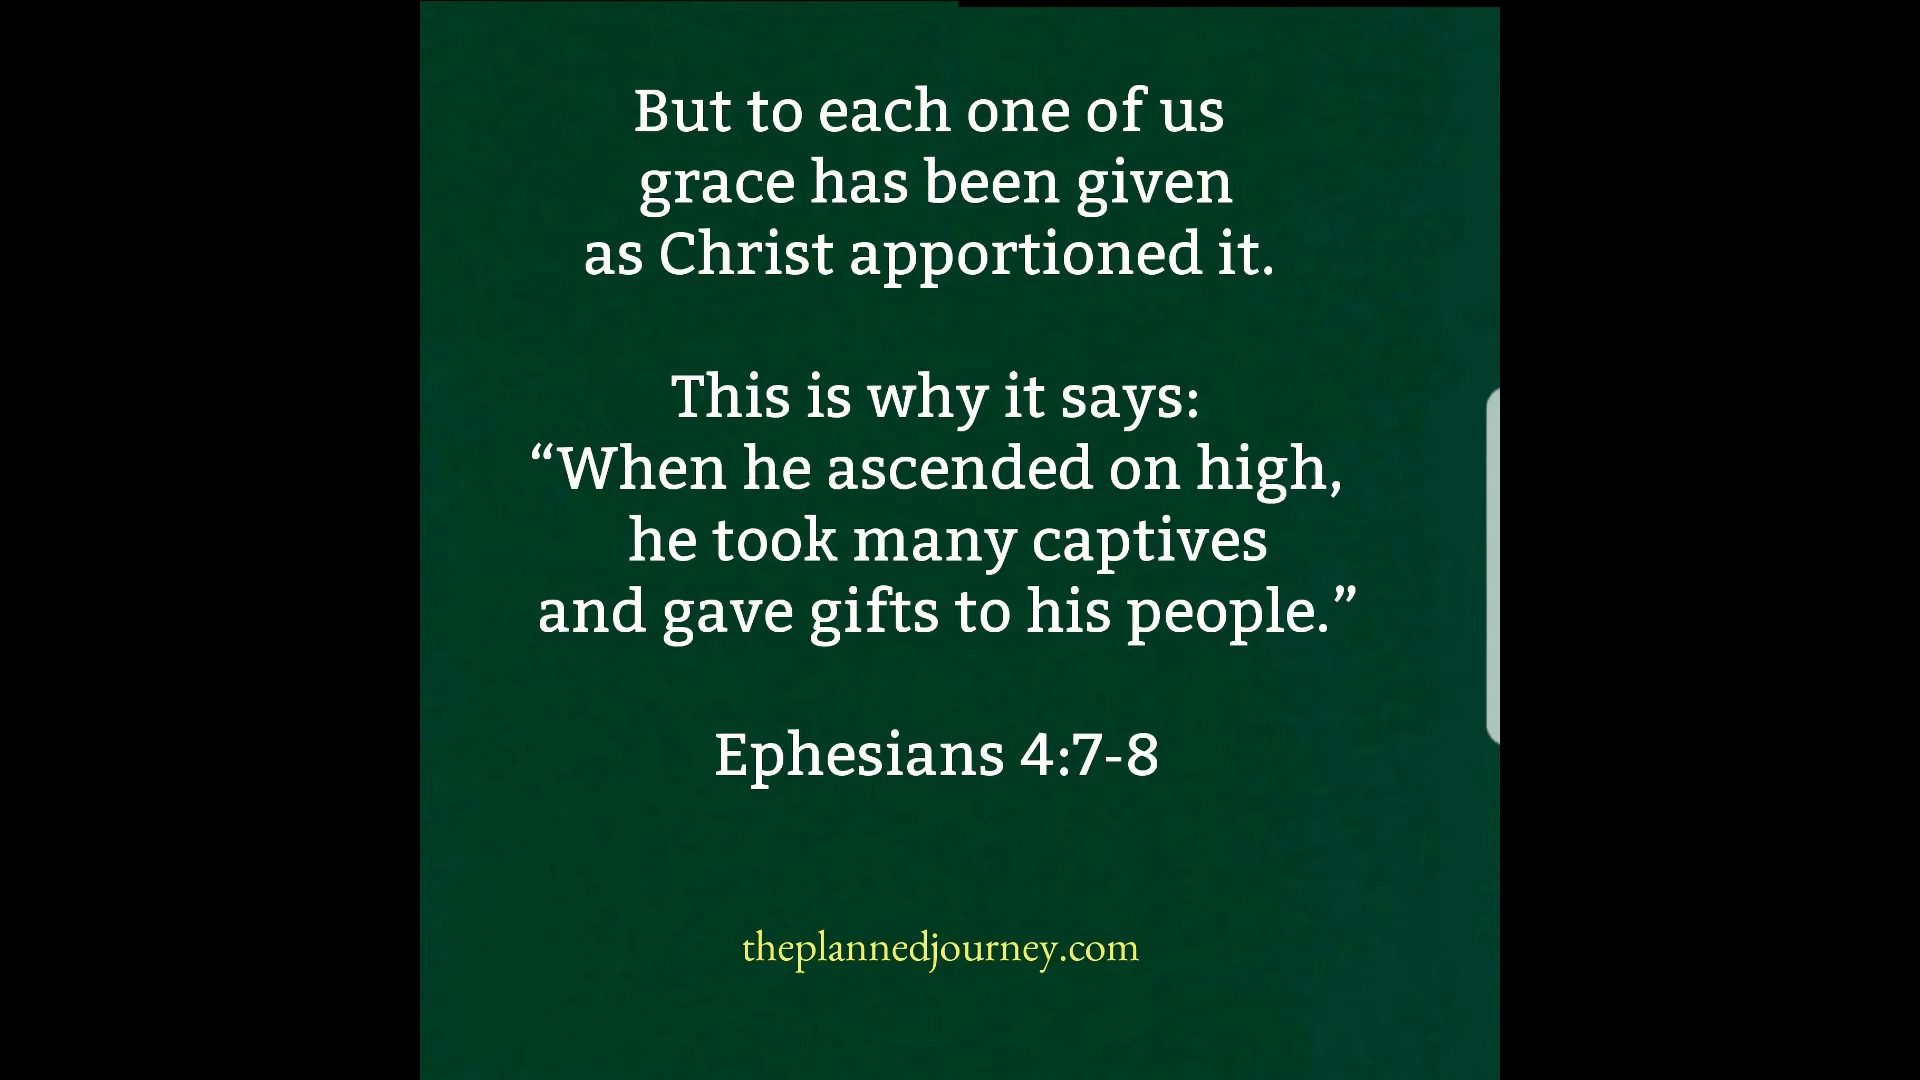 But to each one of us
grace has been given
as Christ apportioned it.
This is why it says:
“When he ascended on high,
he took many captives
and gave gifts to his people.”
Ephesians 4:7-8
theplannedjourney.com